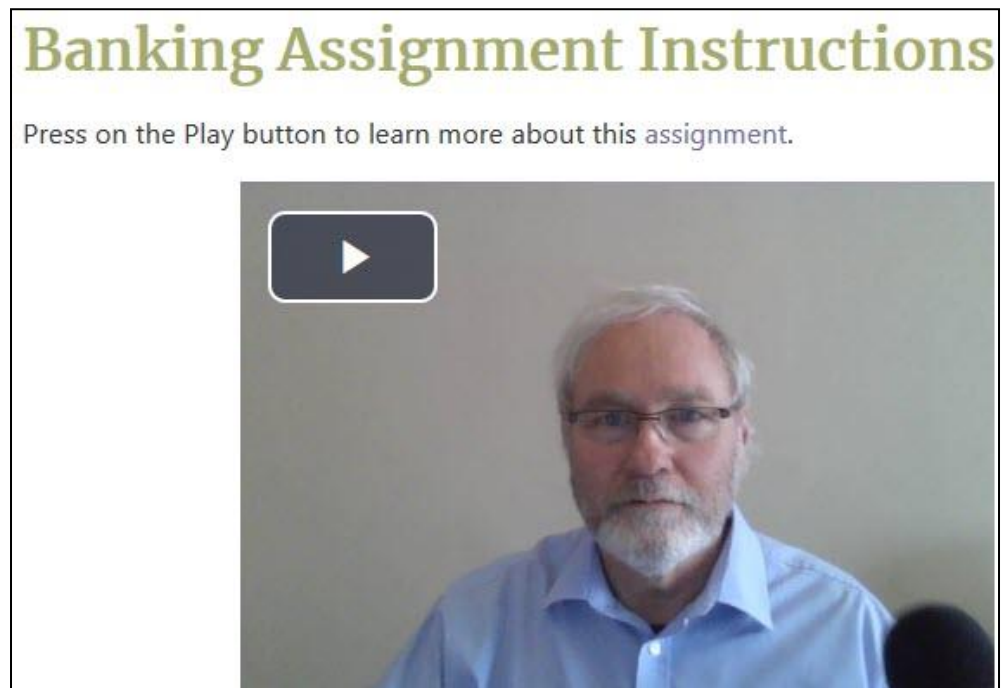 Banking Assignment Instructions
Press on the Play button to learn more about this assignment.